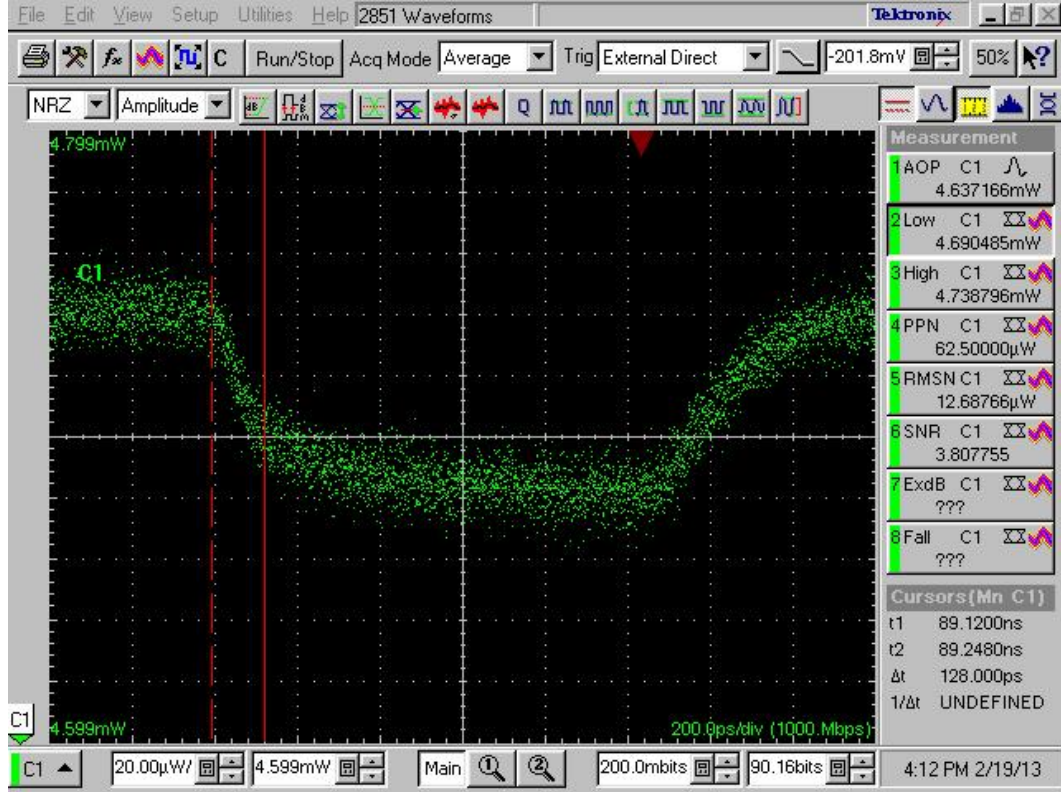 File Edit View Setup Utilities Help 2851 Waveforms Tektronix
C Run/Stop Acq Mode Average Trig External Direct -201.8mV 50%
NRZ Amplitude Q
4.799mW
C1
4.599mW
200.0ps/div (1000.Mbps)
Measurement
1 AOP C1
4.637166mW
2 Low C1
4.690485mW
3 High C1
4.738796mW
4 PPN C1
62.50000µW
5 RMSN C1
12.68766µW
6 SNR C1
3.807755
7 ExdB C1
???
8 Fall C1
???
Cursors(Mn C1)
t1 89.1200ns
t2 89.2480ns
Δt 128.000ps
1/Δt UNDEFINED
C1
C1 20.00µW/ 4.599mW Main 1 2 200.0mbits 90.16bits 4:12 PM 2/19/13